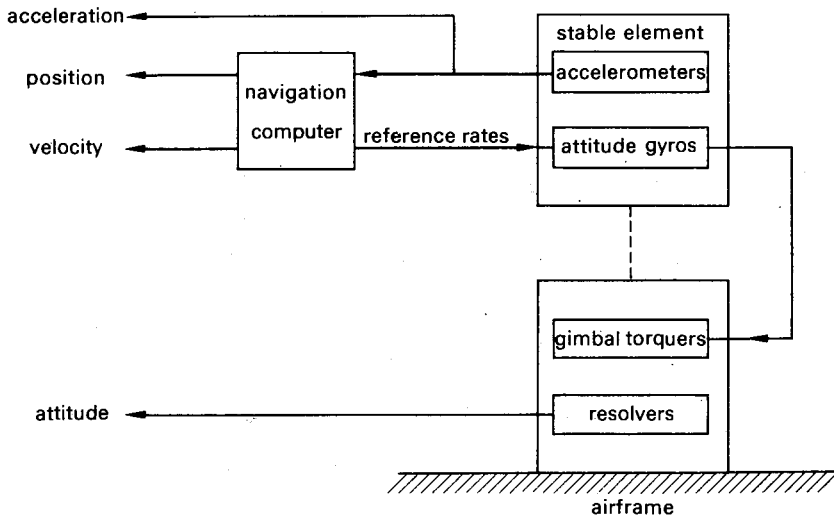 acceleration
stable element
position
navigation
computer
accelerometers
velocity
reference rates
attitude gyros
gimbal torquers
attitude
resolvers
airframe